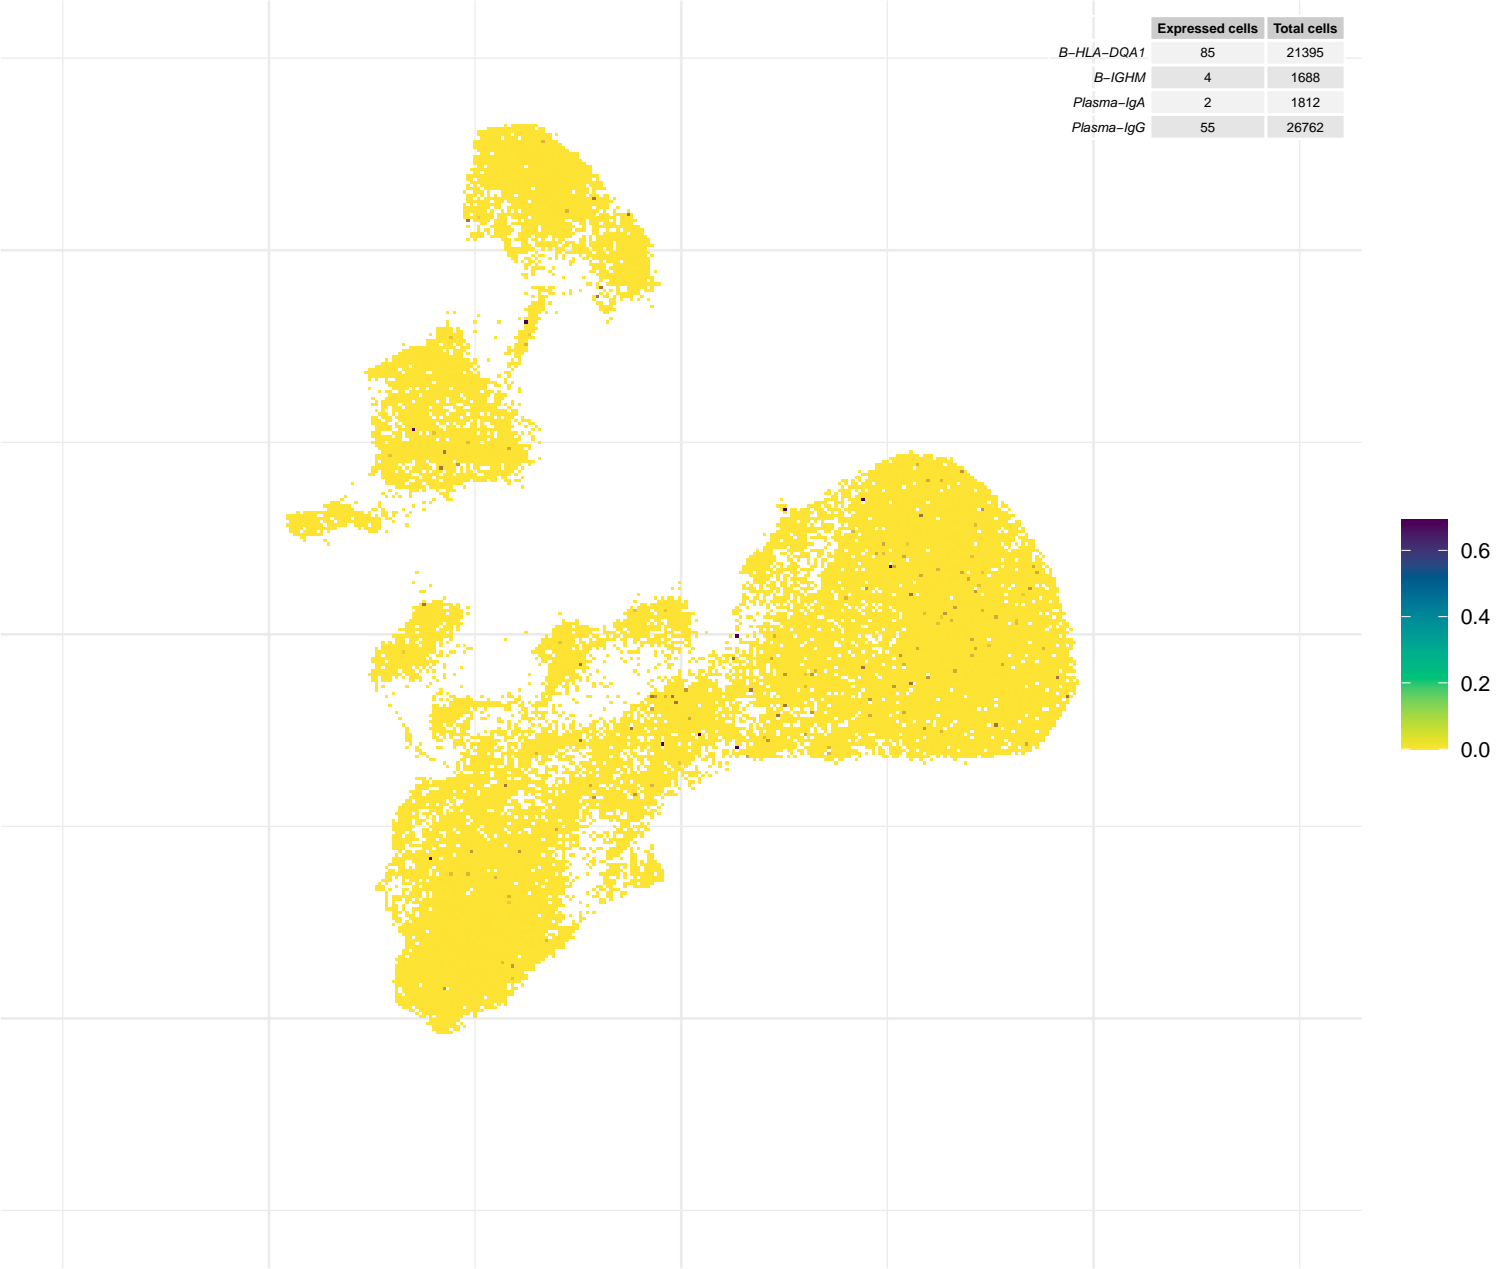 Expressed cells Total cells
B−HLA−DQA1 85 21395
B−IGHM 4 1688
Plasma−IgA 2 1812
Plasma−IgG 55 26762
0.6
0.4
0.2
0.0